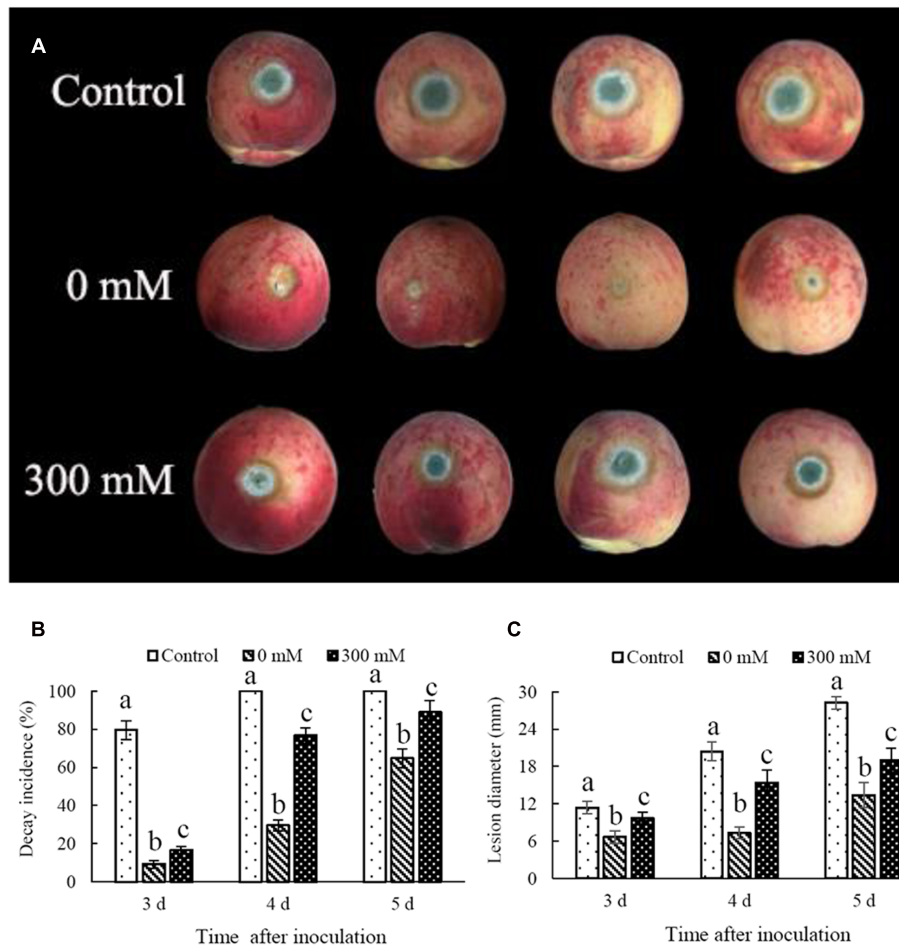 A
Control
0 mM
300 mM
B
Control 0 mM 300 mM
Decay incidence (%)
100
80
60
40
20
0
a b c
a b c
a b c
3 d 4 d 5 d
Time after inoculation
C
Control 0 mM 300 mM
Lesion diameter (mm)
30
24
18
12
6
0
a b c
a b c
a b c
3 d 4 d 5 d
Time after inoculation